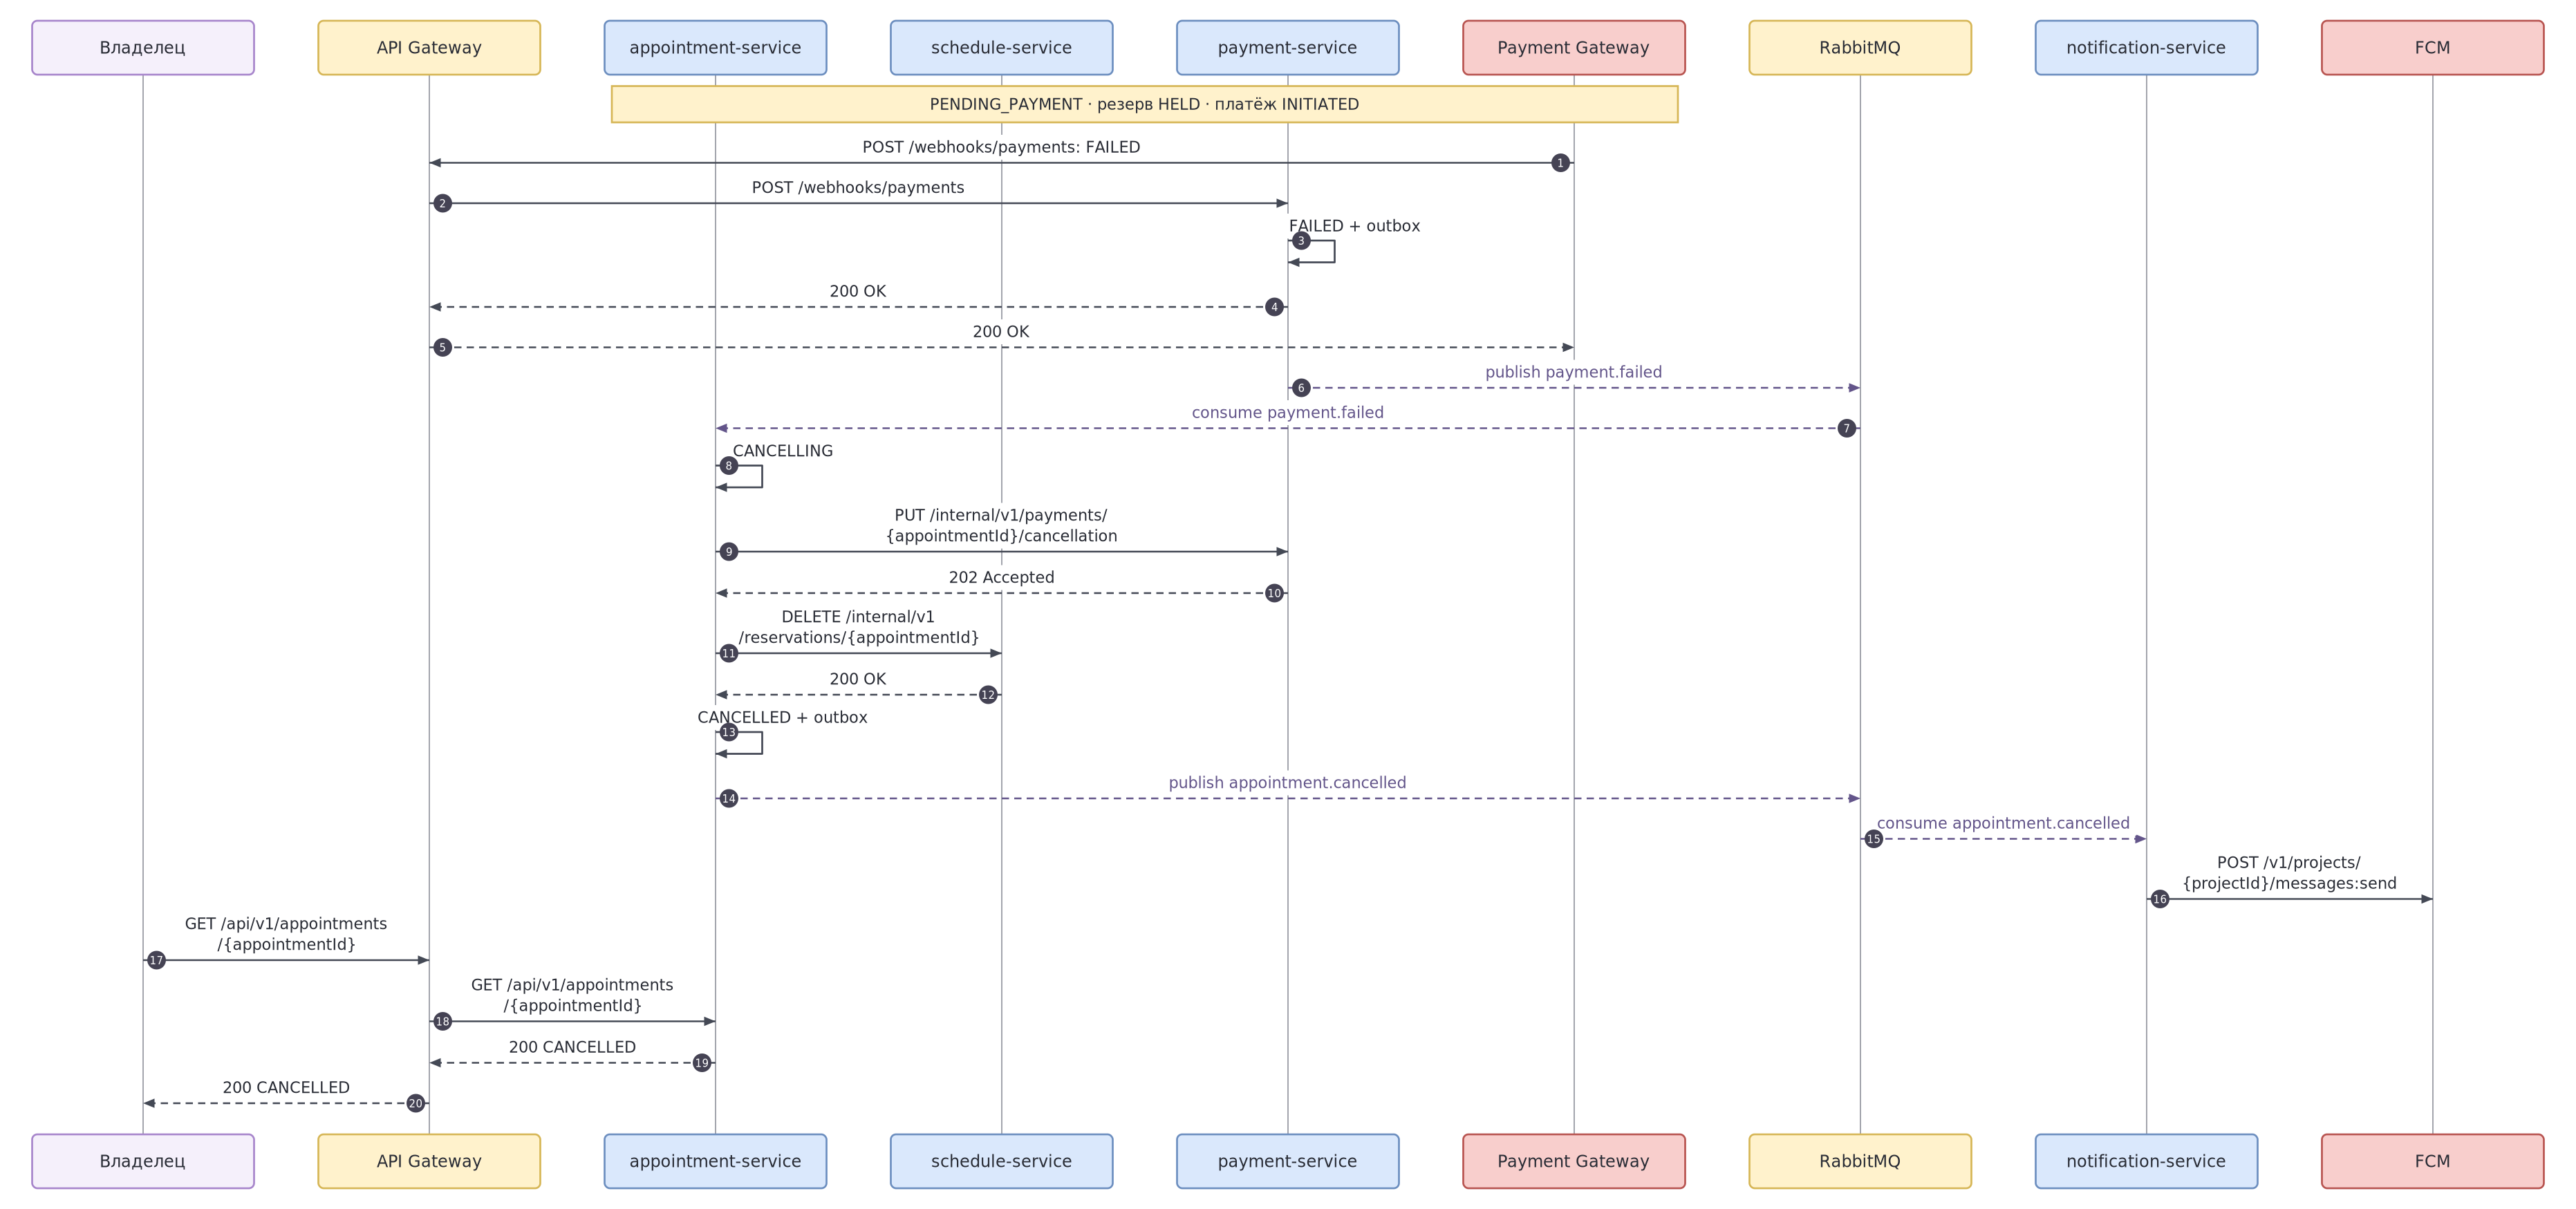 Владелец
API Gateway
appointment-service
schedule-service
payment-service
Payment Gateway
RabbitMQ
notification-service
FCM
PENDING_PAYMENT · резерв HELD · платёж INITIATED
POST /webhooks/payments: FAILED
1
POST /webhooks/payments
2
FAILED + outbox
3
200 OK
4
200 OK
5
publish payment.failed
6
consume payment.failed
7
CANCELLING
8
PUT /internal/v1/payments/
{appointmentId}/cancellation
9
202 Accepted
10
DELETE /internal/v1
/reservations/{appointmentId}
11
200 OK
12
CANCELLED + outbox
13
publish appointment.cancelled
14
consume appointment.cancelled
15
POST /v1/projects/
{projectId}/messages:send
16
GET /api/v1/appointments
/{appointmentId}
17
GET /api/v1/appointments
/{appointmentId}
18
200 CANCELLED
19
200 CANCELLED
20
Владелец
API Gateway
appointment-service
schedule-service
payment-service
Payment Gateway
RabbitMQ
notification-service
FCM